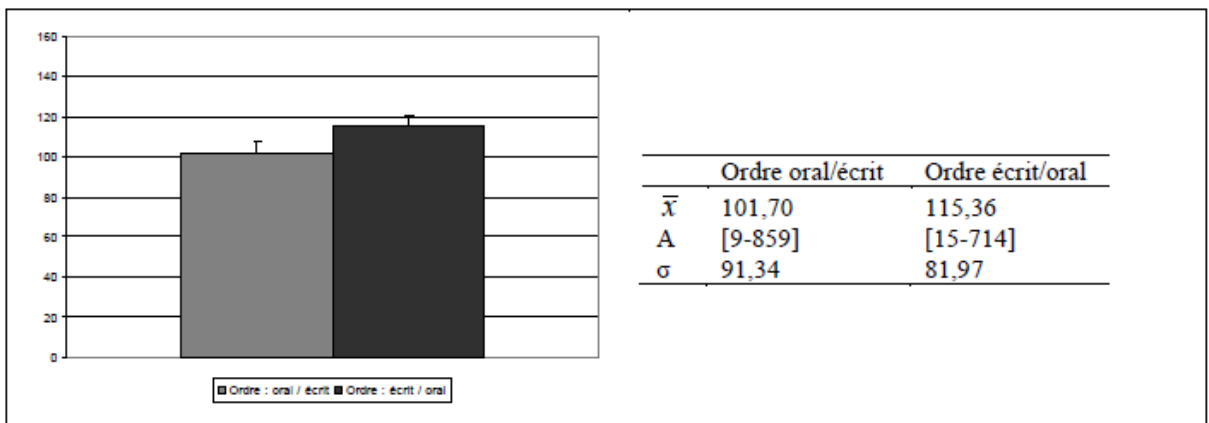 160
140
120
100
80
60
40
20
0
Ordre : oral / écrit Ordre : écrit / oral
Ordre oral/écrit Ordre écrit/oral
x̅ 101,70 115,36
A [9-859] [15-714]
σ 91,34 81,97